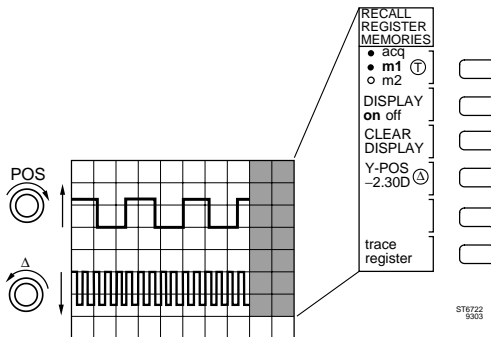 RECALL
REGISTER
MEMORIES
acq
m1 T
m2
DISPLAY
on off
CLEAR
DISPLAY
Y-POS
−2.30D Δ
trace
register
POS
Δ
ST6722
9303